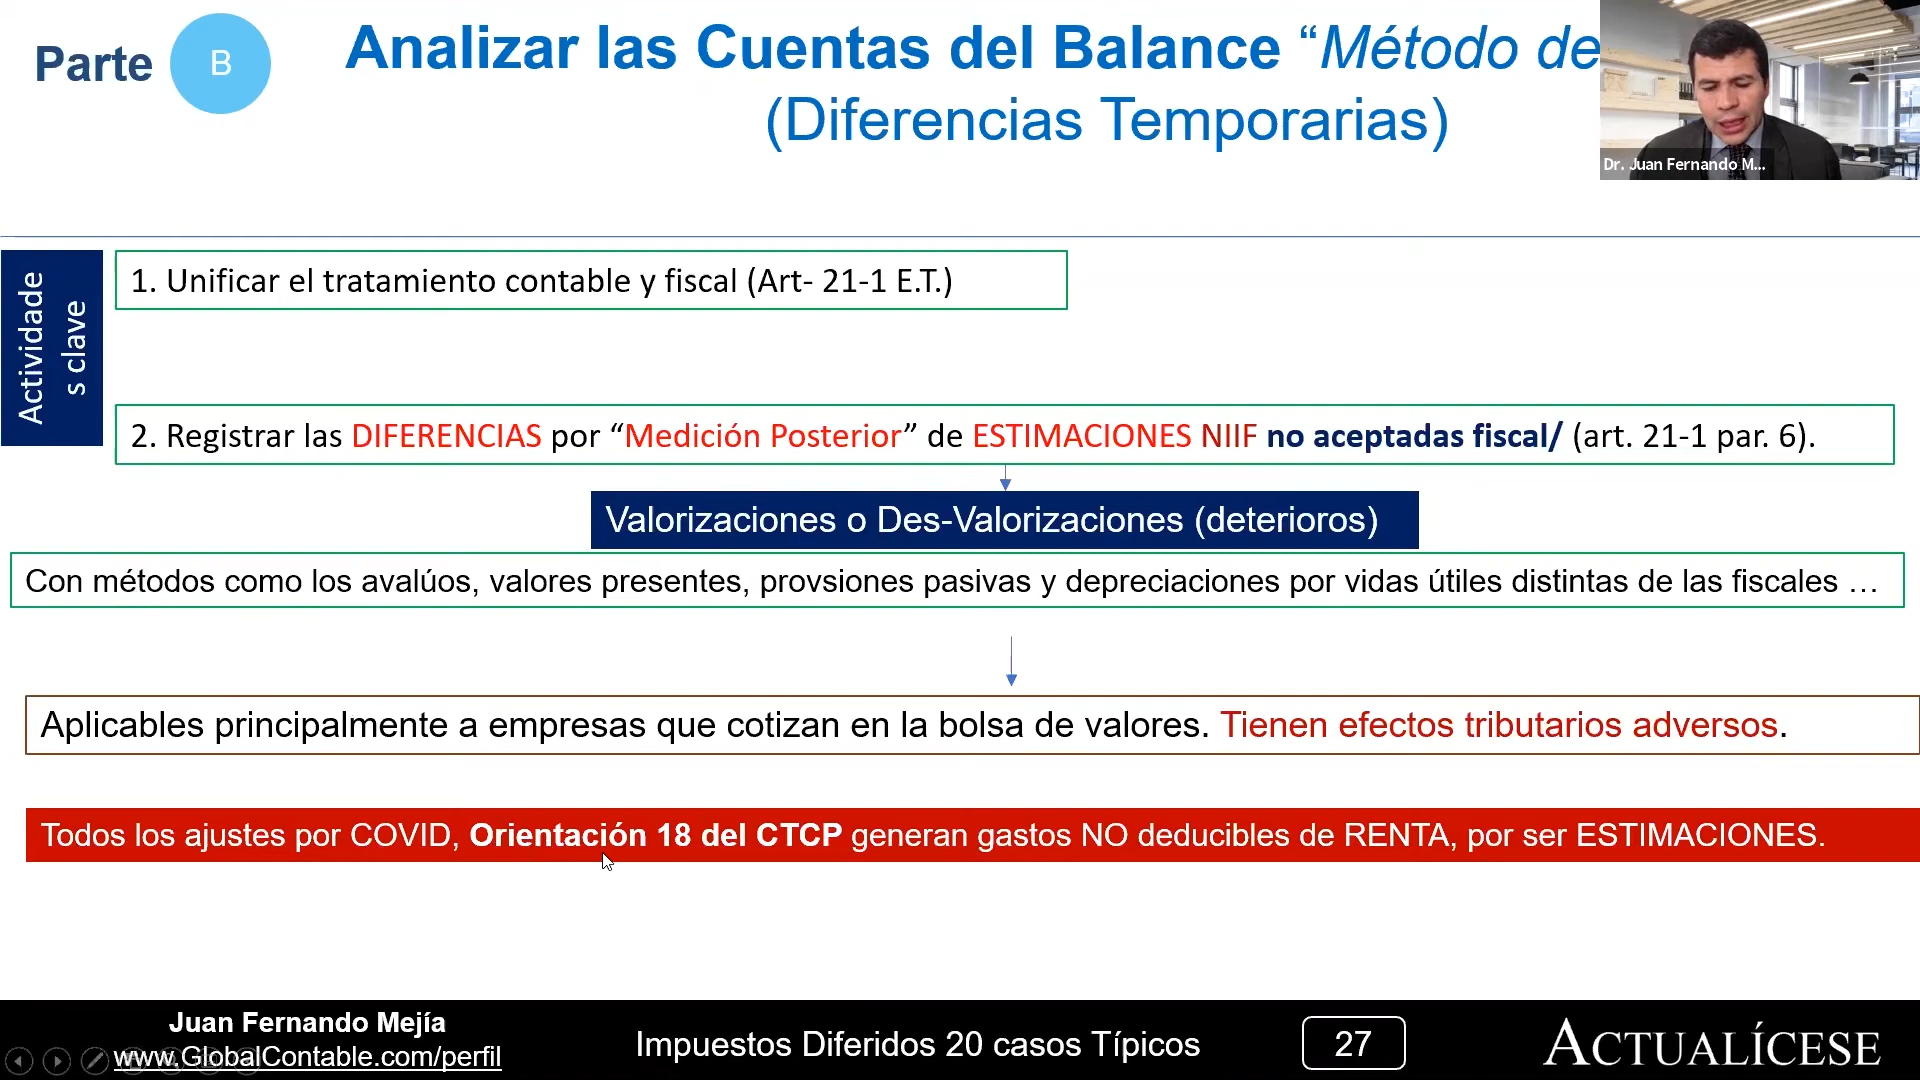 Parte B
Analizar las Cuentas del Balance “Método de
(Diferencias Temporarias)
Dr. Juan Fernando M...
Actividade
s clave
1. Unificar el tratamiento contable y fiscal (Art- 21-1 E.T.)
2. Registrar las DIFERENCIAS por “Medición Posterior” de ESTIMACIONES NIIF no aceptadas fiscal/ (art. 21-1 par. 6).
Valorizaciones o Des-Valorizaciones (deterioros)
Con métodos como los avalúos, valores presentes, provsiones pasivas y depreciaciones por vidas útiles distintas de las fiscales …
Aplicables principalmente a empresas que cotizan en la bolsa de valores. Tienen efectos tributarios adversos.
Todos los ajustes por COVID, Orientación 18 del CTCP generan gastos NO deducibles de RENTA, por ser ESTIMACIONES.
Juan Fernando Mejía
www.GlobalContable.com/perfil
Impuestos Diferidos 20 casos Típicos
27
ACTUALÍCESE